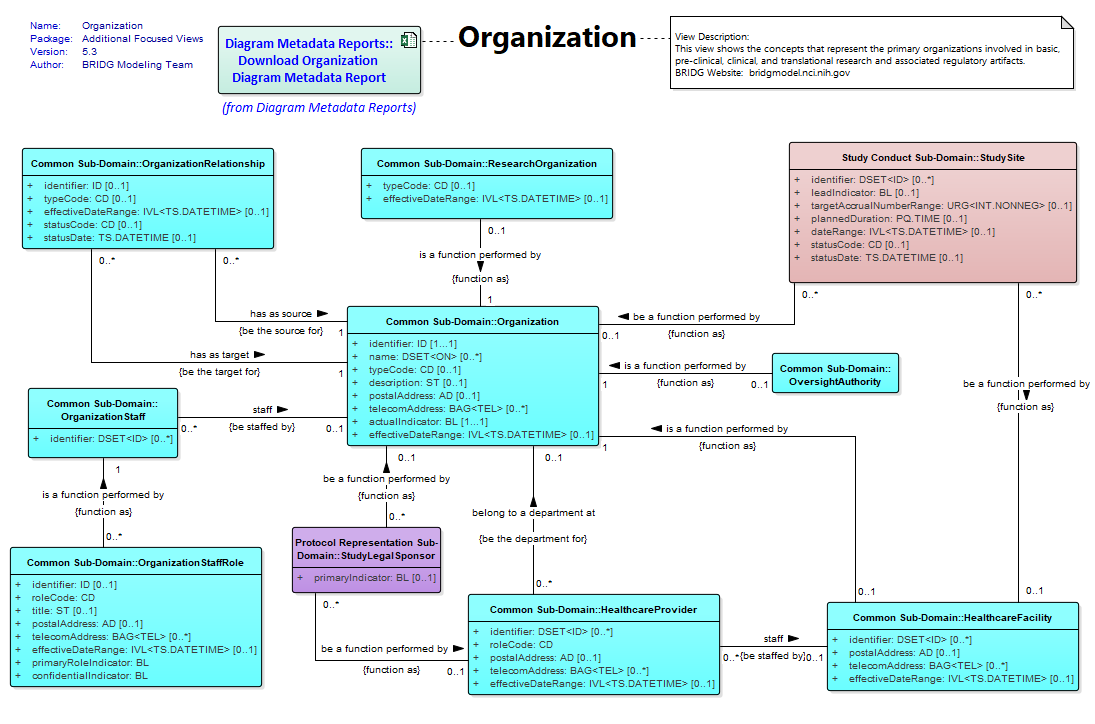 Name: Organization
Package: Additional Focused Views
Version: 5.3
Author: BRIDG Modeling Team
Diagram Metadata Reports::
Download Organization
Diagram Metadata Report
(from Diagram Metadata Reports)
Organization
View Description:
This view shows the concepts that represent the primary organizations involved in basic,
pre-clinical, clinical, and translational research and associated regulatory artifacts.
BRIDG Website: bridgmodel.nci.nih.gov
Common Sub-Domain::OrganizationRelationship
+ identifier: ID [0..1]
+ typeCode: CD [0..1]
+ effectiveDateRange: IVL<TS.DATETIME> [0..1]
+ statusCode: CD [0..1]
+ statusDate: TS.DATETIME [0..1]
Common Sub-Domain::ResearchOrganization
+ typeCode: CD [0..1]
+ effectiveDateRange: IVL<TS.DATETIME> [0..1]
Study Conduct Sub-Domain::StudySite
+ identifier: DSET<ID> [0..*]
+ leadIndicator: BL [0..1]
+ targetAccrualNumberRange: URG<INT.NONNEG> [0..1]
+ plannedDuration: PQ.TIME [0..1]
+ dateRange: IVL<TS.DATETIME> [0..1]
+ statusCode: CD [0..1]
+ statusDate: TS.DATETIME [0..1]
0..*
0..*
0..1
is a function performed by
{function as}
1
0..*
0..*
has as source
{be the source for}
1
has as target
{be the target for}
1
Common Sub-Domain::Organization
+ identifier: ID [1..1]
+ name: DSET<ON> [0..*]
+ typeCode: CD [0..1]
+ description: ST [0..1]
+ postalAddress: AD [0..1]
+ telecomAddress: BAG<TEL> [0..*]
+ actualIndicator: BL [1..1]
+ effectiveDateRange: IVL<TS.DATETIME> [0..1]
be a function performed by
0..1
{function as}
is a function performed by
1
{function as}
0..1
Common Sub-Domain::
OversightAuthority
be a function performed by
{function as}
Common Sub-Domain::
OrganizationStaff
+ identifier: DSET<ID> [0..*]
staff
0..*
{be staffed by}
0..1
is a function performed by
1
{function as}
1
is a function performed by
{function as}
0..*
0..1
be a function performed by
{function as}
0..*
0..1
belong to a department at
{be the department for}
0..*
Protocol Representation Sub-
Domain::StudyLegalSponsor
+ primaryIndicator: BL [0..1]
0..*
be a function performed by
{function as}
0..1
Common Sub-Domain::OrganizationStaffRole
+ identifier: ID [0..1]
+ roleCode: CD
+ title: ST [0..1]
+ postalAddress: AD [0..1]
+ telecomAddress: BAG<TEL> [0..*]
+ effectiveDateRange: IVL<TS.DATETIME> [0..1]
+ primaryRoleIndicator: BL
+ confidentialIndicator: BL
Common Sub-Domain::HealthcareProvider
+ identifier: DSET<ID> [0..*]
+ roleCode: CD
+ postalAddress: AD [0..1]
+ telecomAddress: BAG<TEL> [0..*]
+ effectiveDateRange: IVL<TS.DATETIME> [0..1]
staff
0..*
{be staffed by}
0..1
0..1
0..1
Common Sub-Domain::HealthcareFacility
+ identifier: DSET<ID> [0..*]
+ postalAddress: AD [0..1]
+ telecomAddress: BAG<TEL> [0..*]
+ effectiveDateRange: IVL<TS.DATETIME> [0..1]